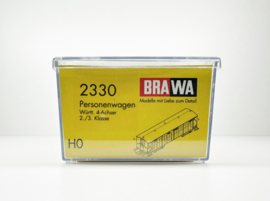 2330
BRAWA
Modelle mit Liebe zum Detail
Personenwagen
Württ. 4-Achser
2./3. Klasse
H0